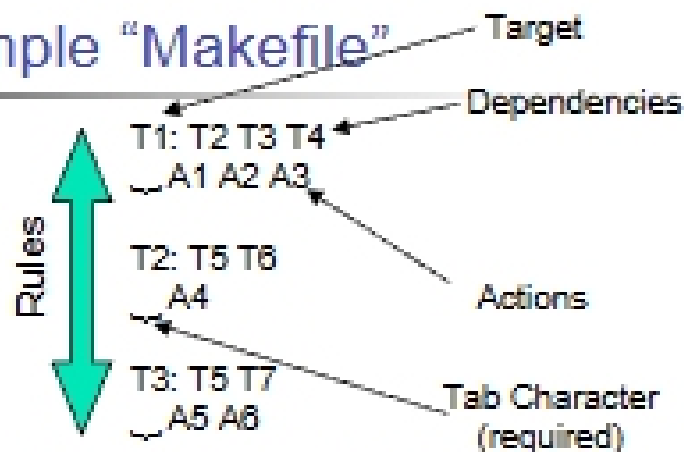 mple “Makefile”
Target
Dependencies
T1: T2 T3 T4
A1 A2 A3
Rules
T2: T5 T6
A4
Actions
T3: T5 T7
A5 A6
Tab Character
(required)